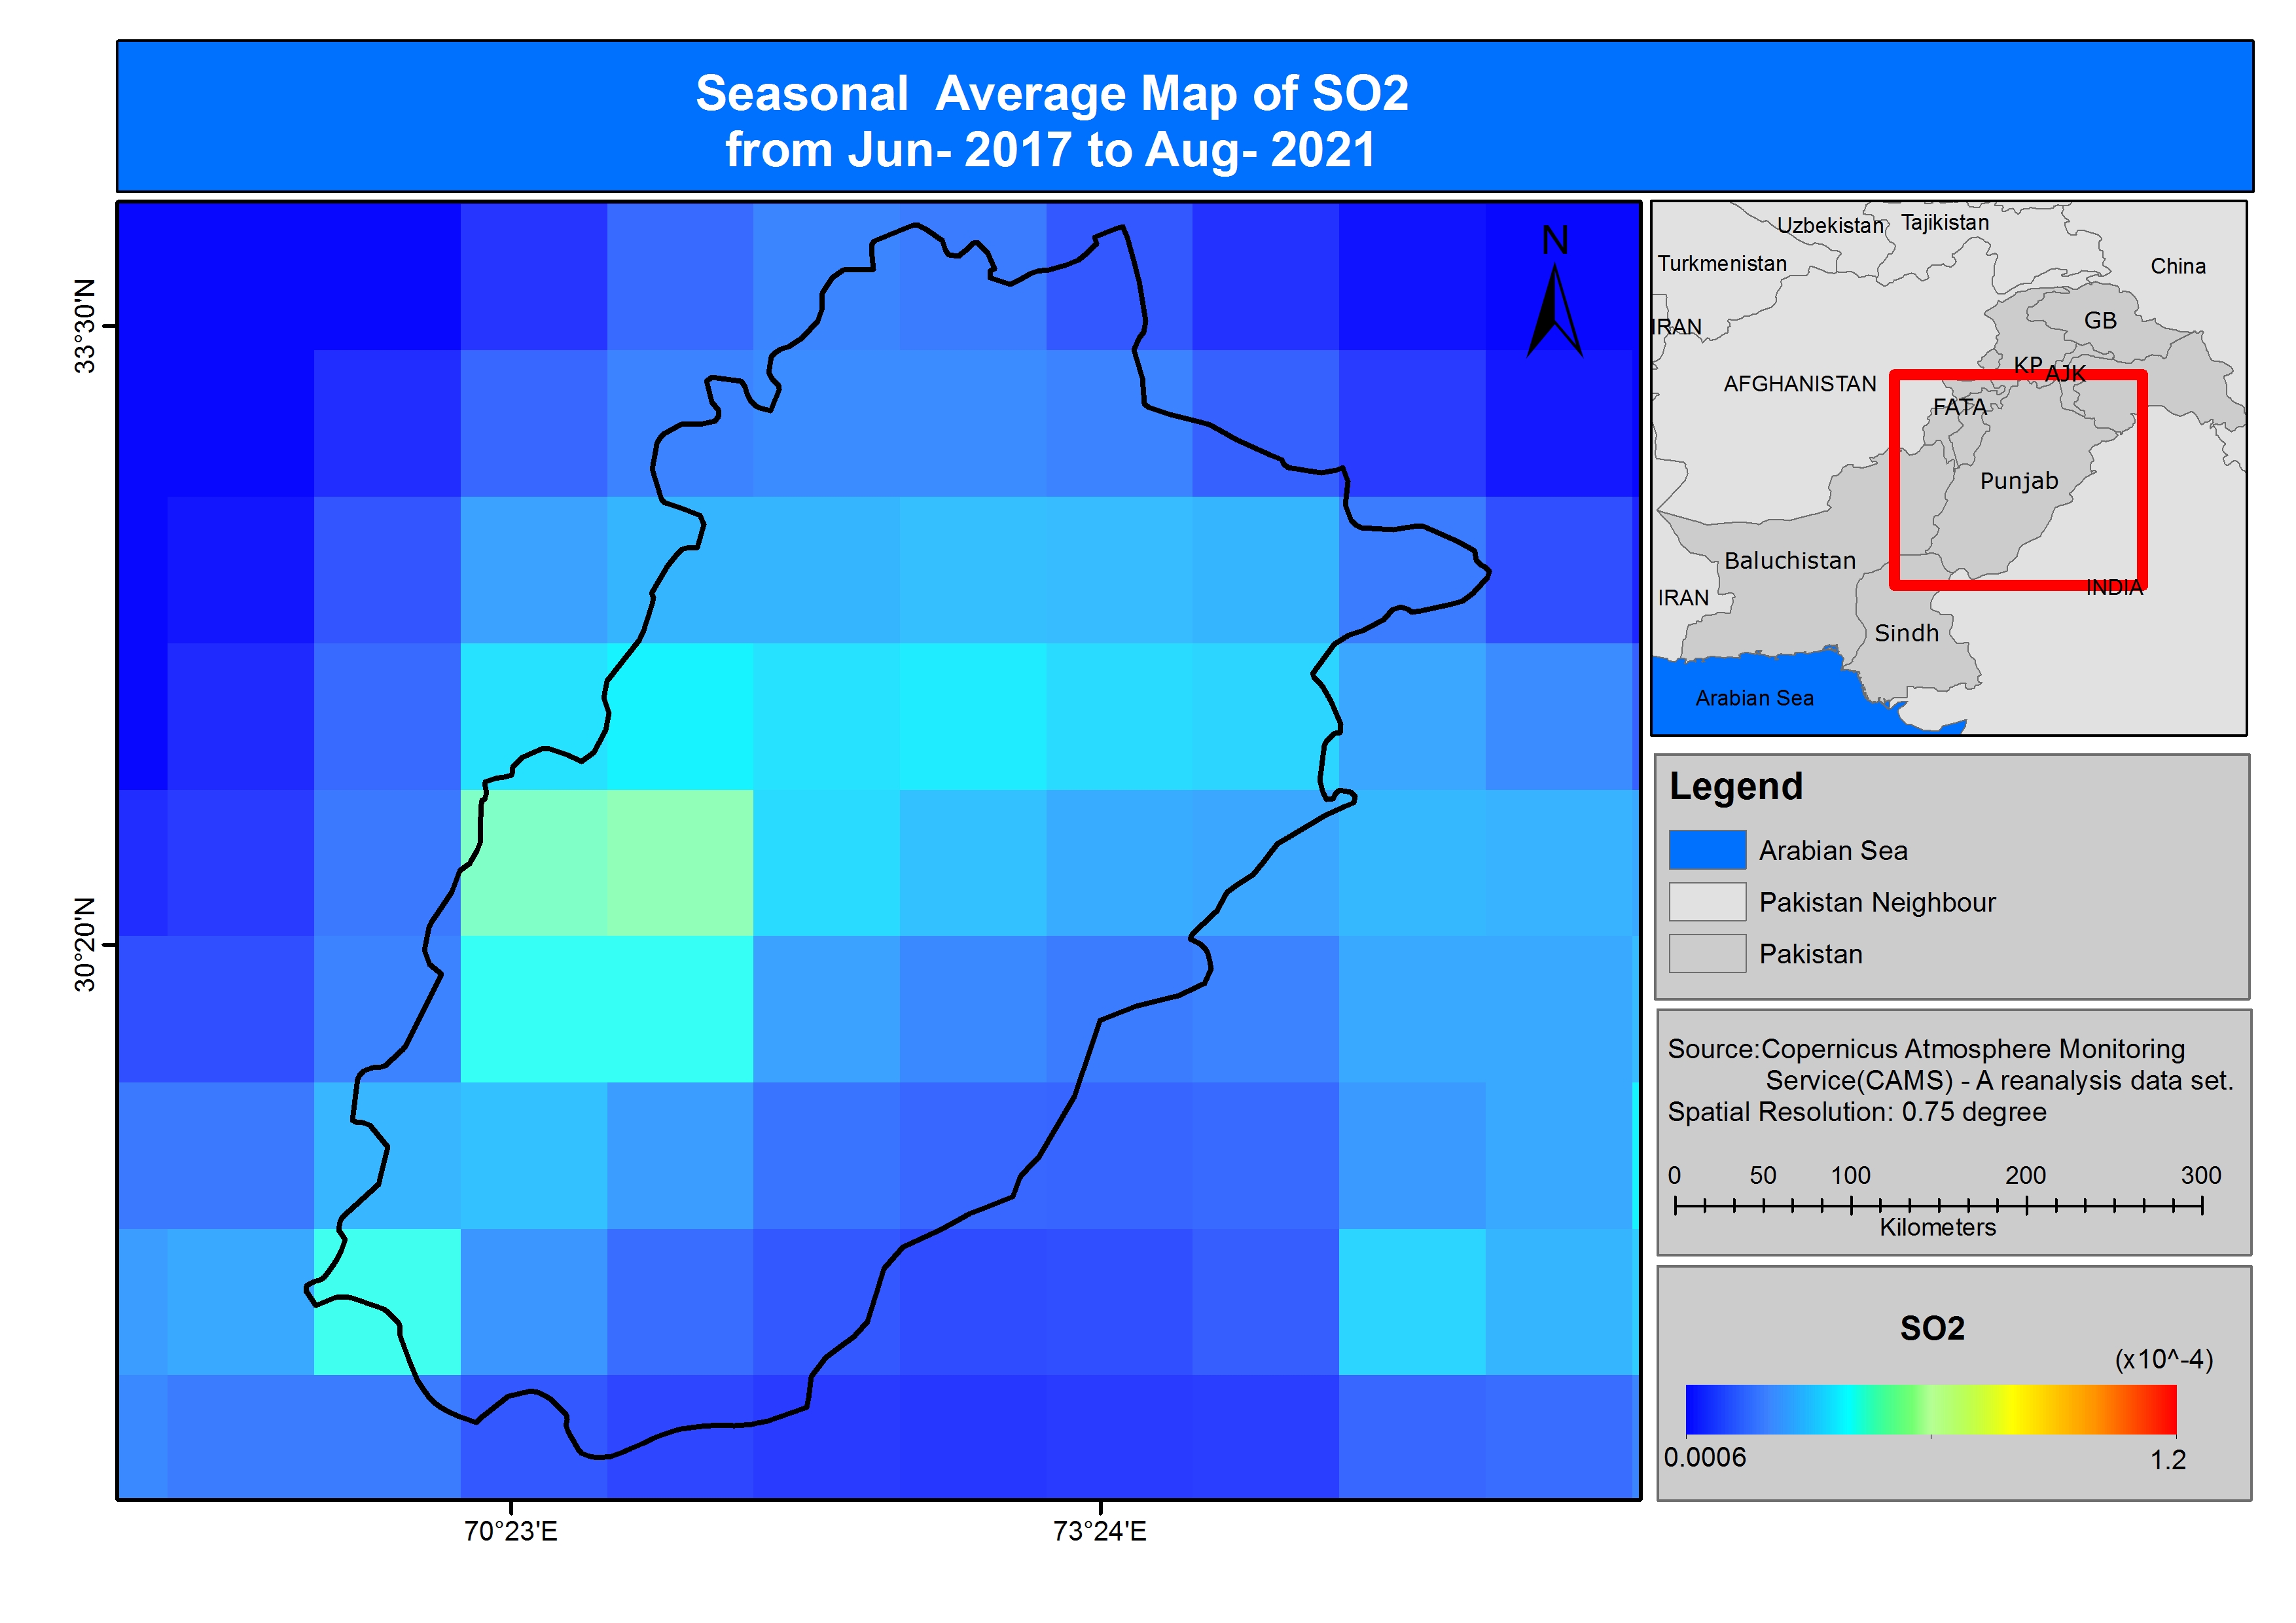 Seasonal  Average Map of SO2
from Jun- 2017 to Aug- 2021
33°30'N
30°20'N
70°23'E
73°24'E
N
Uzbekistan
Tajikistan
Turkmenistan
China
IRAN
GB
KP
AJK
AFGHANISTAN
FATA
Punjab
Baluchistan
IRAN
INDIA
Sindh
Arabian Sea
Legend
Arabian Sea
Pakistan Neighbour
Pakistan
Source:Copernicus Atmosphere Monitoring
Service(CAMS) - A reanalysis data set.
Spatial Resolution: 0.75 degree
0 50 100 200 300
Kilometers
SO2
(x10^-4)
0.0006 1.2